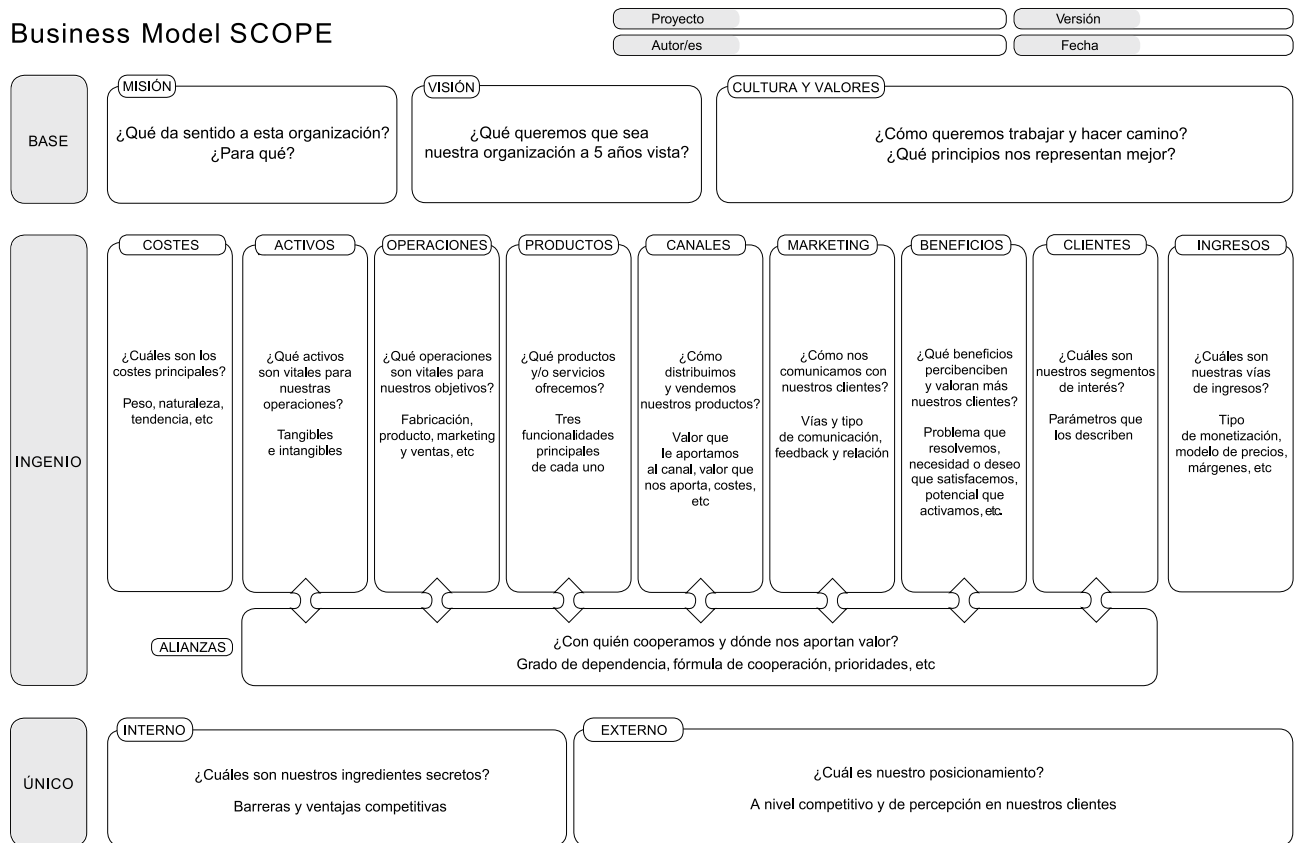 Business Model SCOPE
Proyecto
Versión
Autor/es
Fecha
BASE
MISIÓN
¿Qué da sentido a esta organización?
¿Para qué?
VISIÓN
¿Qué queremos que sea
nuestra organización a 5 años vista?
CULTURA Y VALORES
¿Cómo queremos trabajar y hacer camino?
¿Qué principios nos representan mejor?
INGENIO
COSTES
¿Cuáles son los
costes principales?
Peso, naturaleza,
tendencia, etc
ACTIVOS
¿Qué activos
son vitales para
nuestras
operaciones?
Tangibles
e intangibles
OPERACIONES
¿Qué operaciones
son vitales para
nuestros objetivos?
Fabricación,
producto, marketing
y ventas, etc
PRODUCTOS
¿Qué productos
y/o servicios
ofrecemos?
Tres
funcionalidades
principales
de cada uno
CANALES
¿Cómo
distribuimos
y vendemos
nuestros productos?
Valor que
le aportamos
al canal, valor que
nos aporta, costes,
etc
MARKETING
¿Cómo nos
comunicamos con
nuestros clientes?
Vías y tipo
de comunicación,
feedback y relación
BENEFICIOS
¿Qué beneficios
percibenciben
y valoran más
nuestros clientes?
Problema que
resolvemos,
necesidad o deseo
que satisfacemos,
potencial que
activamos, etc.
CLIENTES
¿Cuáles son
nuestros segmentos
de interés?
Parámetros que
los describen
INGRESOS
¿Cuáles son
nuestras vías
de ingresos?
Tipo
de monetización,
modelo de precios,
márgenes, etc
ALIANZAS
¿Con quién cooperamos y dónde nos aportan valor?
Grado de dependencia, fórmula de cooperación, prioridades, etc
ÚNICO
INTERNO
¿Cuáles son nuestros ingredientes secretos?
Barreras y ventajas competitivas
EXTERNO
¿Cuál es nuestro posicionamiento?
A nivel competitivo y de percepción en nuestros clientes